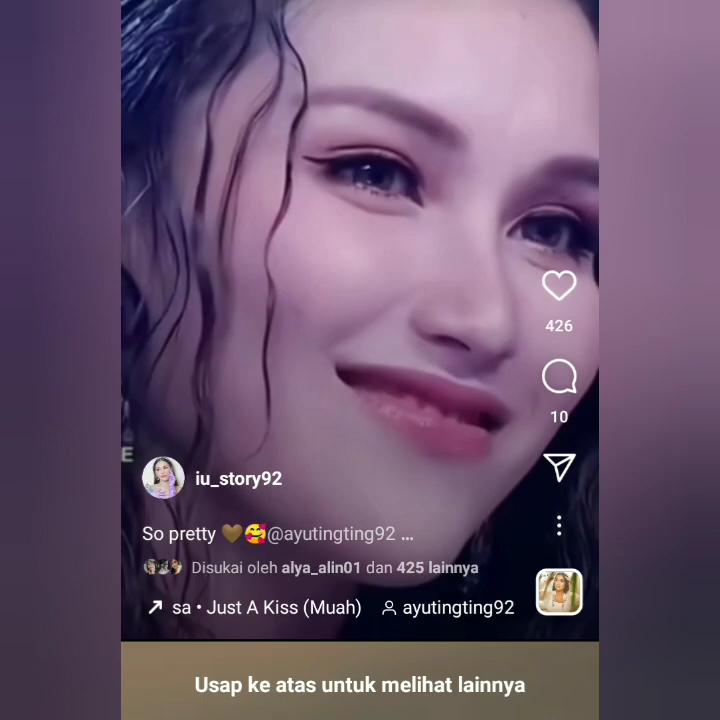 426
10
E
iu_story92
So pretty 🤎🥰@ayutingting92 ...
Disukai oleh alya_alin01 dan 425 lainnya
sa • Just A Kiss (Muah) ayutingting92
Usap ke atas untuk melihat lainnya